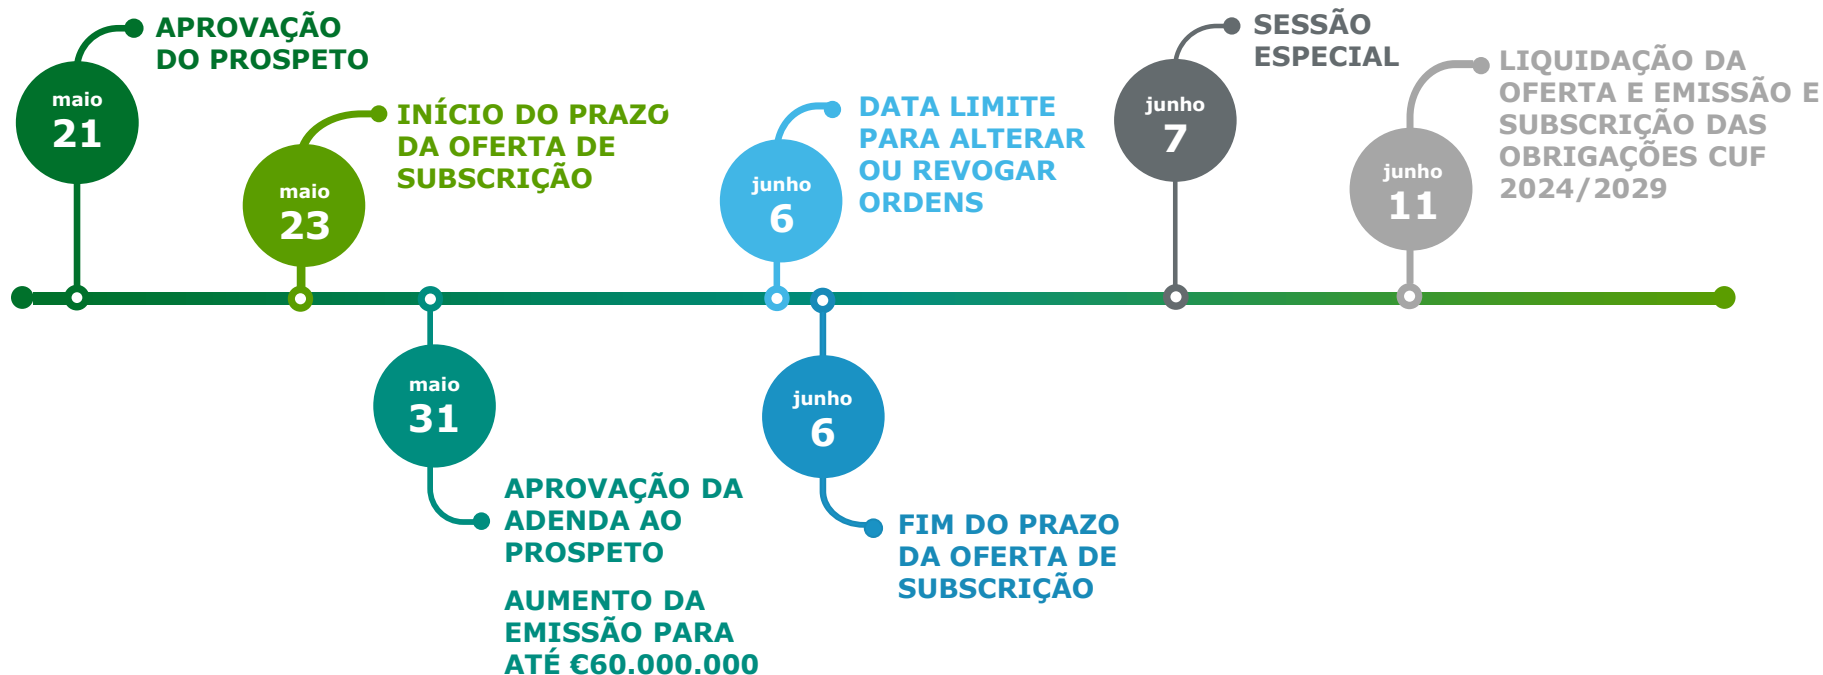 maio
21
APROVAÇÃO
DO PROSPETO
maio
23
INÍCIO DO PRAZO
DA OFERTA DE
SUBSCRIÇÃO
maio
31
APROVAÇÃO DA
ADENDA AO
PROSPETO
AUMENTO DA
EMISSÃO PARA
ATÉ €60.000.000
junho
6
DATA LIMITE
PARA ALTERAR
OU REVOGAR
ORDENS
junho
6
FIM DO PRAZO
DA OFERTA DE
SUBSCRIÇÃO
junho
7
SESSÃO
ESPECIAL
junho
11
LIQUIDAÇÃO DA
OFERTA E EMISSÃO E
SUBSCRIÇÃO DAS
OBRIGAÇÕES CUF
2024/2029